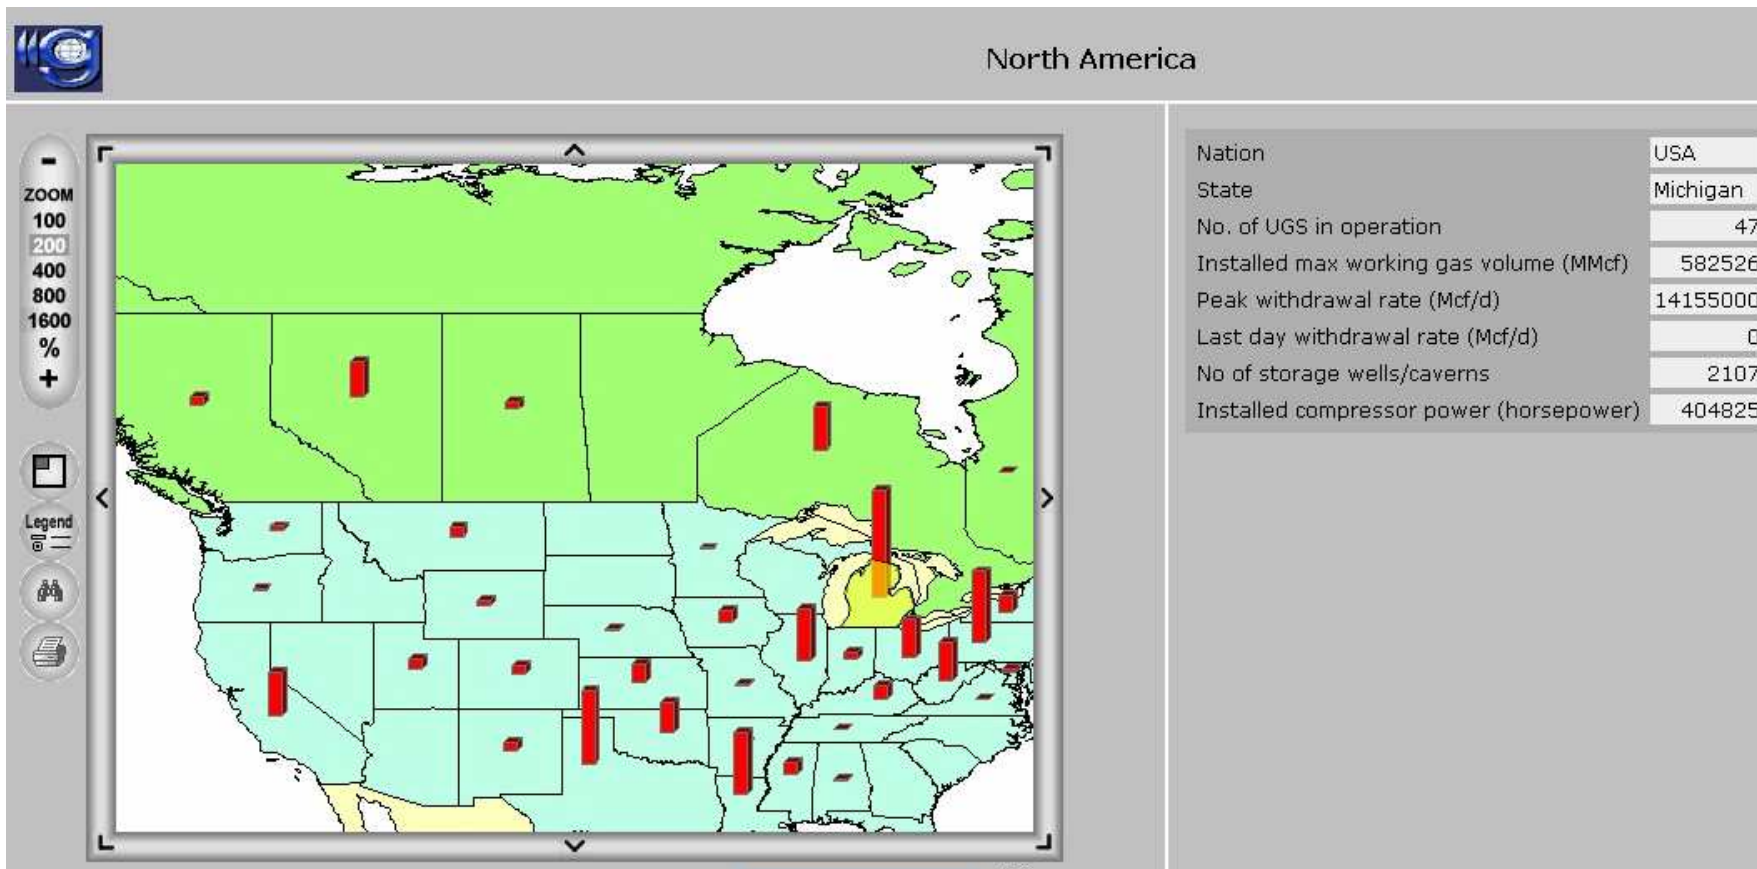 North America
-
ZOOM
100
200
400
800
1600
%
+
Legend
Nation USA
State Michigan
No. of UGS in operation 47
Installed max working gas volume (MMcf) 582526
Peak withdrawal rate (Mcf/d) 14155000
Last day withdrawal rate (Mcf/d) 0
No of storage wells/caverns 2107
Installed compressor power (horsepower) 404825